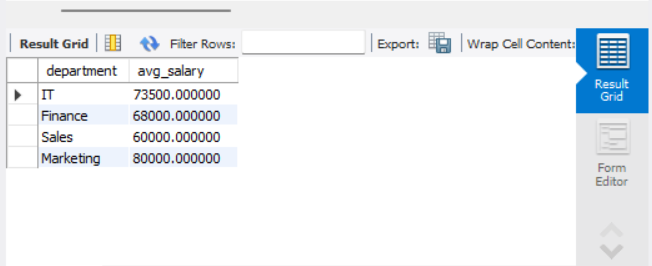 Result Grid Filter Rows: Export: Wrap Cell Content:
department avg_salary
IT 73500.000000
Finance 68000.000000
Sales 60000.000000
Marketing 80000.000000
Result
Grid
Form
Editor